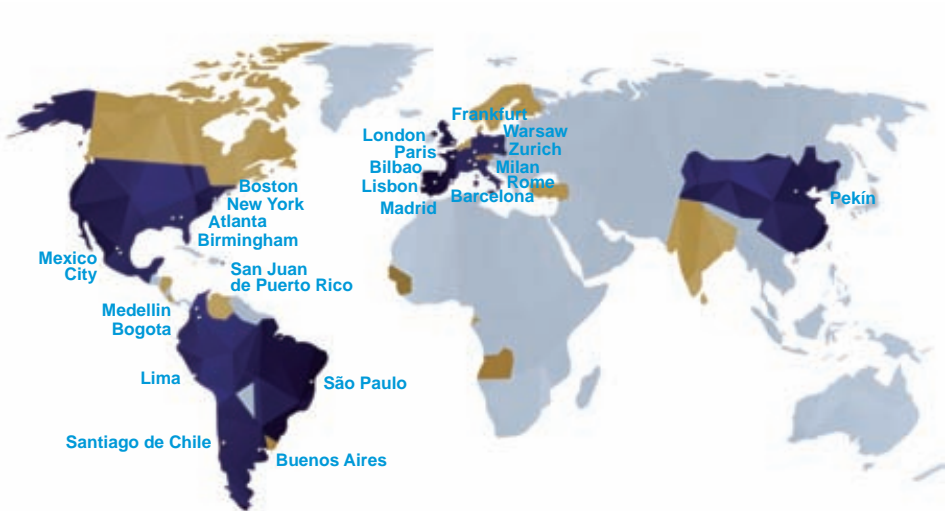 Frankfurt
London
Warsaw
Paris
Zurich
Bilbao
Milan
Lisbon
Rome
Madrid
Barcelona
Boston
New York
Atlanta
Birmingham
Pekín
Mexico
City
San Juan
de Puerto Rico
Medellin
Bogota
Lima
São Paulo
Santiago de Chile
Buenos Aires